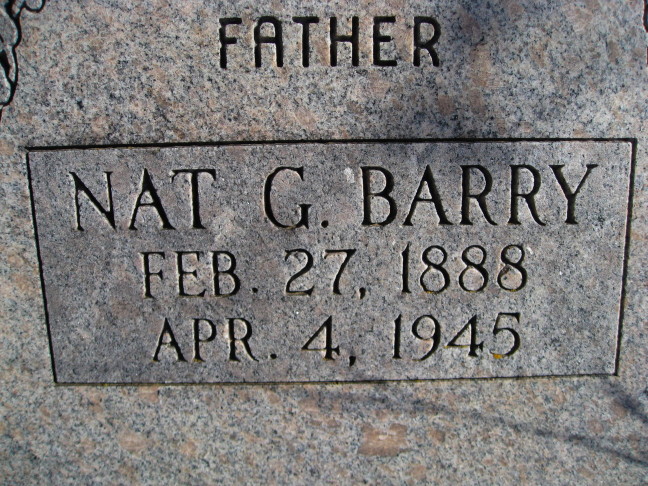 FATHER
NAT G. BARRY
FEB. 27, 1888
APR. 4, 1945